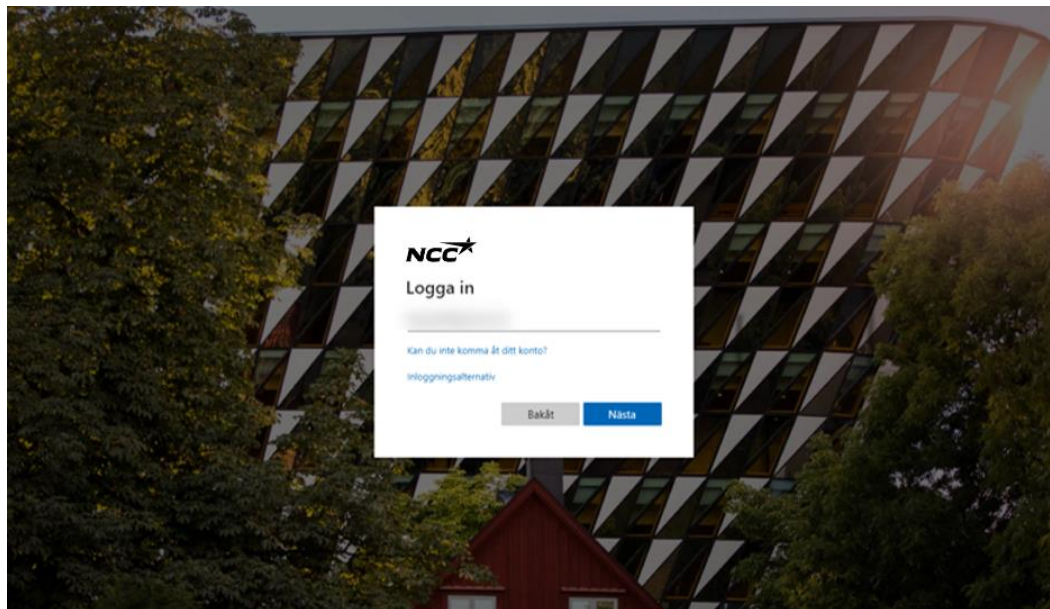 NCC
Logga in
Kan du inte komma åt ditt konto?
Inloggningsalternativ
Bakåt
Nästa